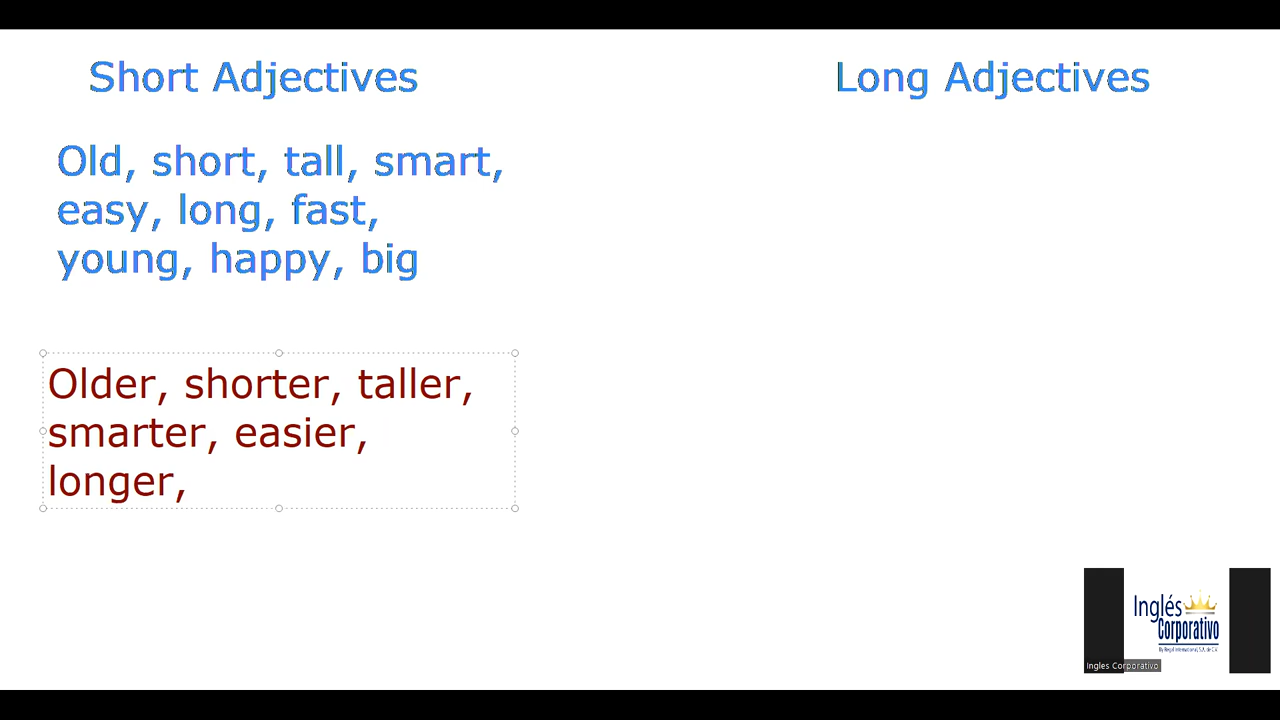 Short Adjectives
Long Adjectives
Old, short, tall, smart,
easy, long, fast,
young, happy, big
Older, shorter, taller,
smarter, easier,
longer,
Inglés
Corporativo
Ingles Corporativo